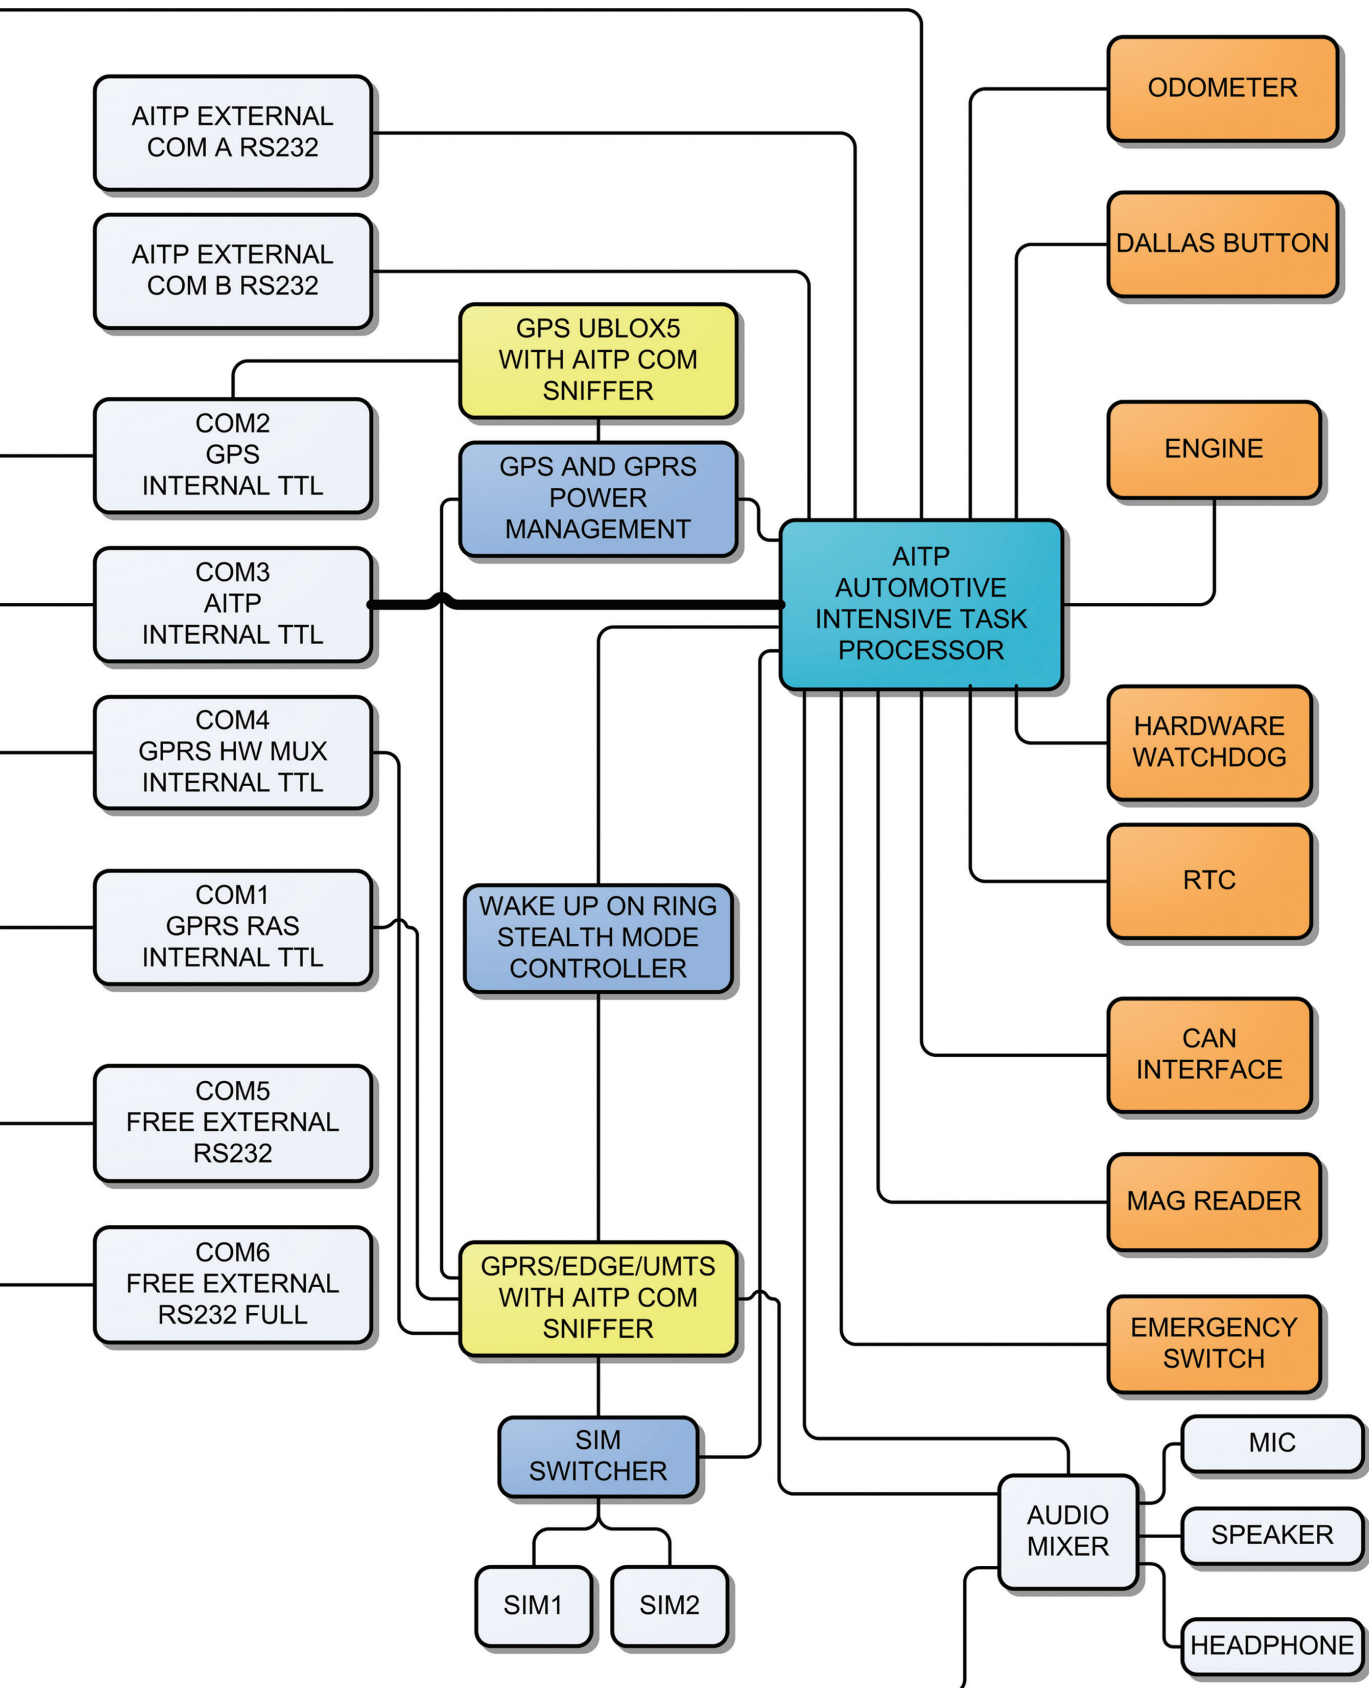 ODOMETER
AITP EXTERNAL
COM A RS232
DALLAS BUTTON
AITP EXTERNAL
COM B RS232
GPS UBLOX5
WITH AITP COM
SNIFFER
COM2
GPS
INTERNAL TTL
ENGINE
GPS AND GPRS
POWER
MANAGEMENT
AITP
AUTOMOTIVE
INTENSIVE TASK
PROCESSOR
COM3
AITP
INTERNAL TTL
COM4
GPRS HW MUX
INTERNAL TTL
HARDWARE
WATCHDOG
RTC
COM1
GPRS RAS
INTERNAL TTL
WAKE UP ON RING
STEALTH MODE
CONTROLLER
CAN
INTERFACE
COM5
FREE EXTERNAL
RS232
MAG READER
COM6
FREE EXTERNAL
RS232 FULL
GPRS/EDGE/UMTS
WITH AITP COM
SNIFFER
EMERGENCY
SWITCH
SIM
SWITCHER
MIC
AUDIO
MIXER
SPEAKER
SIM1
SIM2
HEADPHONE